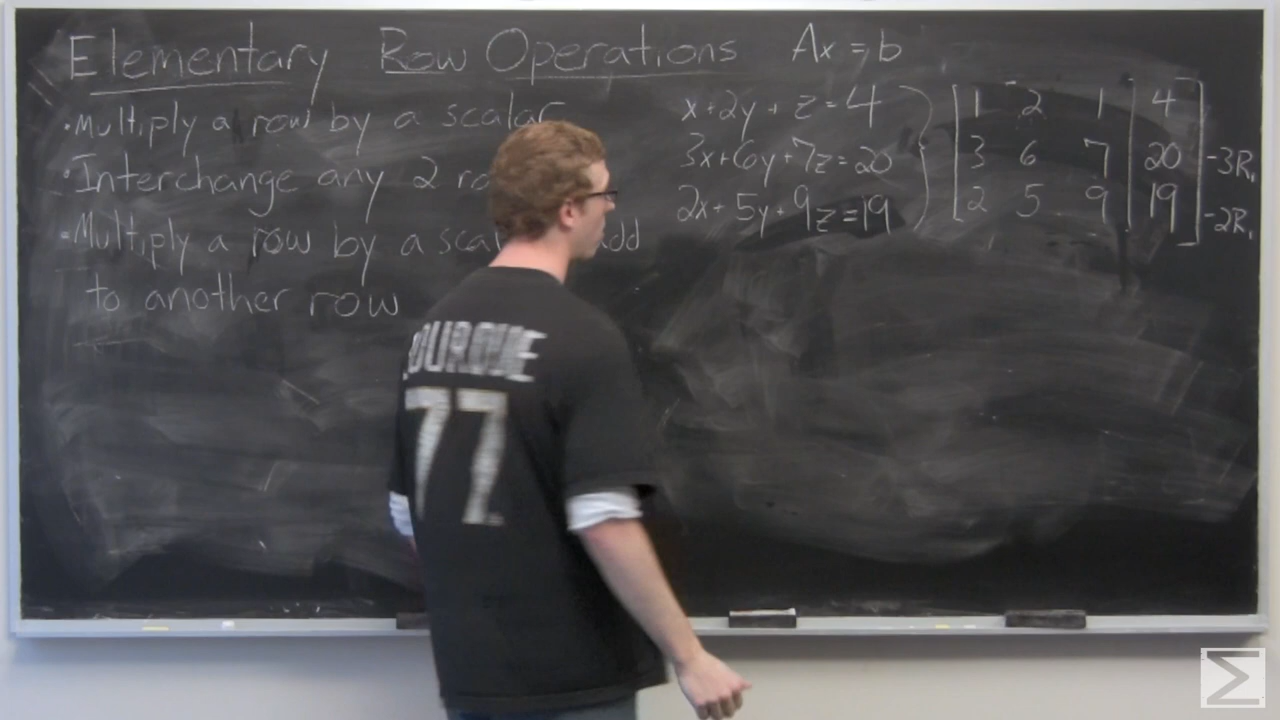 Elementary Row Operations Ax = b
• Multiply a row by a scalar
• Interchange any 2
• Multiply a row by a
to another row
x + 2y + z = 4
3x + 6y + 7z = 20
2x + 5y + 9z = 19
1 2 1 | 4
3 6 7 | 20 -3R₁
2 5 9 | 19 -2R₁
77
Σ